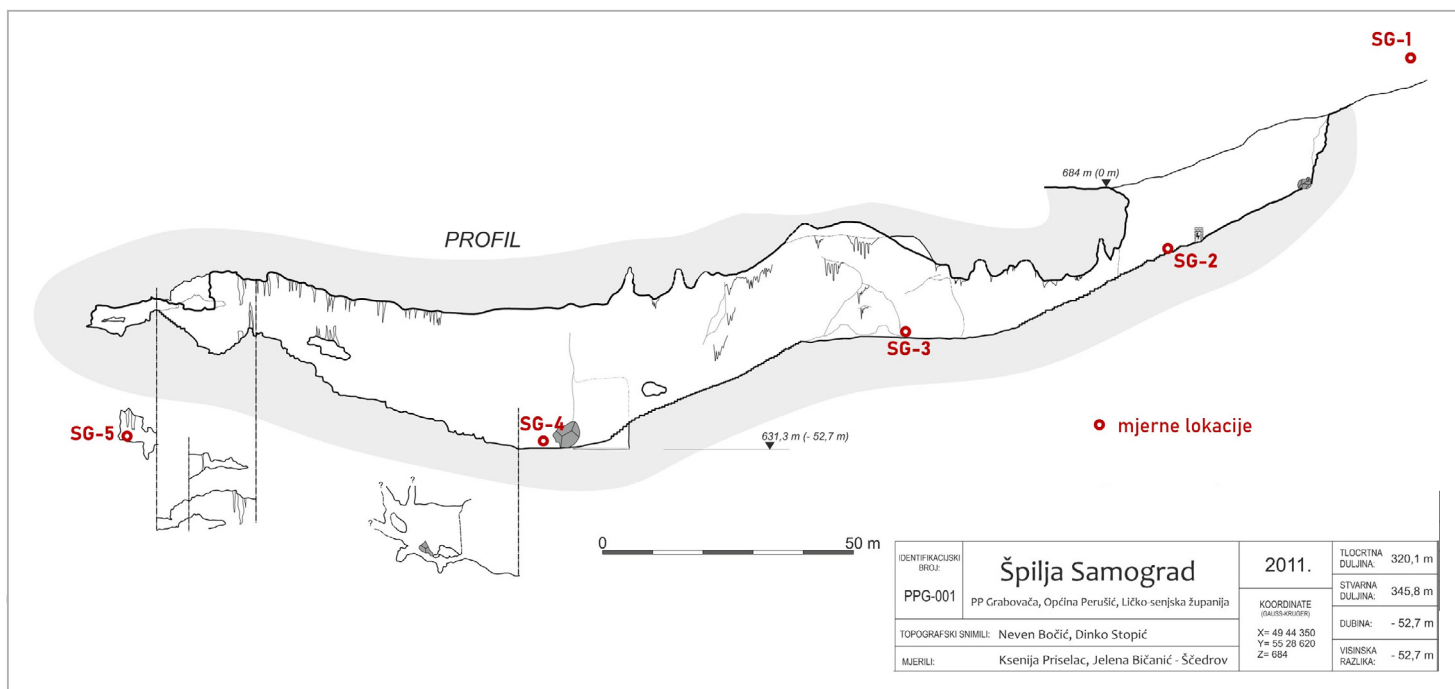 SG-1
684 m (0 m)
PROFIL
SG-2
SG-3
SG-4
SG-5
mjerne lokacije
631,3 m (- 52,7 m)
?
?
?
0
50 m
IDENTIFIKACIJSKI
BROJ:
PPG-001
Špilja Samograd
PP Grabovača, Općina Perušić, Ličko-senjska županija
TOPOGRAFSKI SNIMILI: Neven Bočić, Dinko Stopić
MJERILI: Ksenija Priselac, Jelena Bičanić - Ščedrov
2011.
KOORDINATE
(GAUSS-KRUGER)
X= 49 44 350
Y= 55 28 620
Z= 684
TLOCRTNA
DULJINA: 320,1 m
STVARNA
DULJINA: 345,8 m
DUBINA: - 52,7 m
VISINSKA
RAZLIKA: - 52,7 m